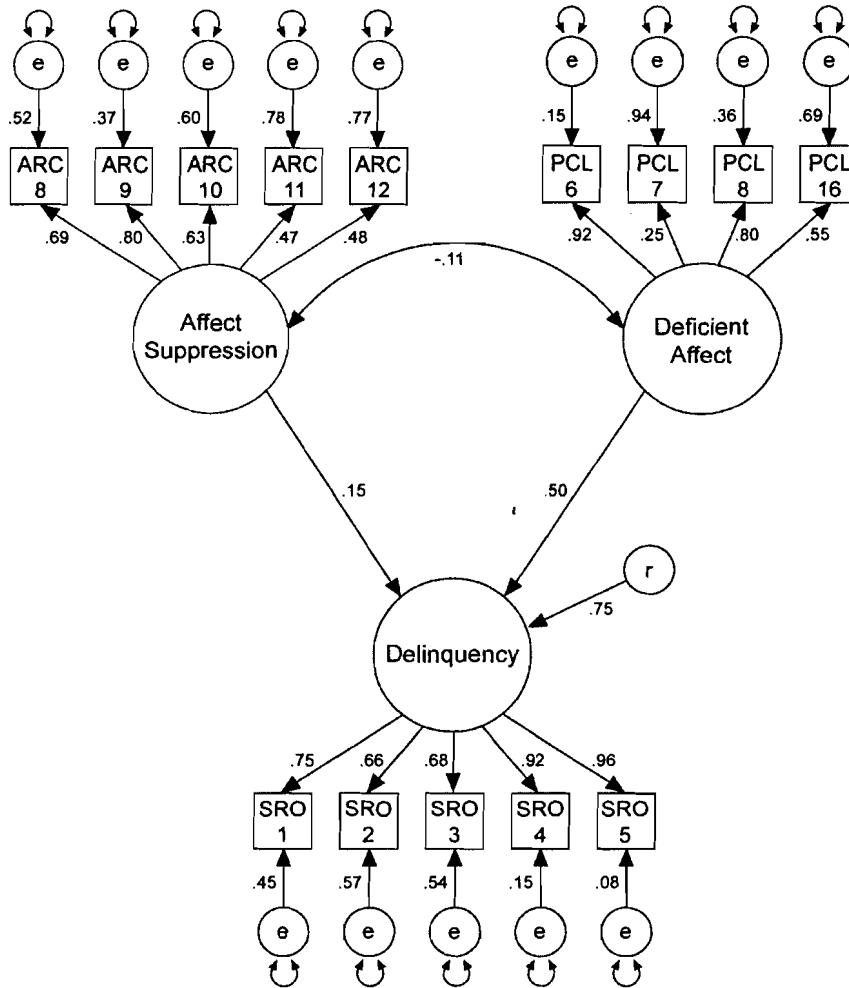 e e e e e e e e e
.52 .37 .60 .78 .77 .15 .94 .36 .69
ARC ARC ARC ARC ARC PCL PCL PCL PCL
8 9 10 11 12 6 7 8 16
.69 .80 .63 .47 .48 .92 .25 .80 .55
-.11
Affect
Suppression
Deficient
Affect
.15 .50
r
.75
Delinquency
.75 .66 .68 .92 .96
SRO SRO SRO SRO SRO
1 2 3 4 5
.45 .57 .54 .15 .08
e e e e e